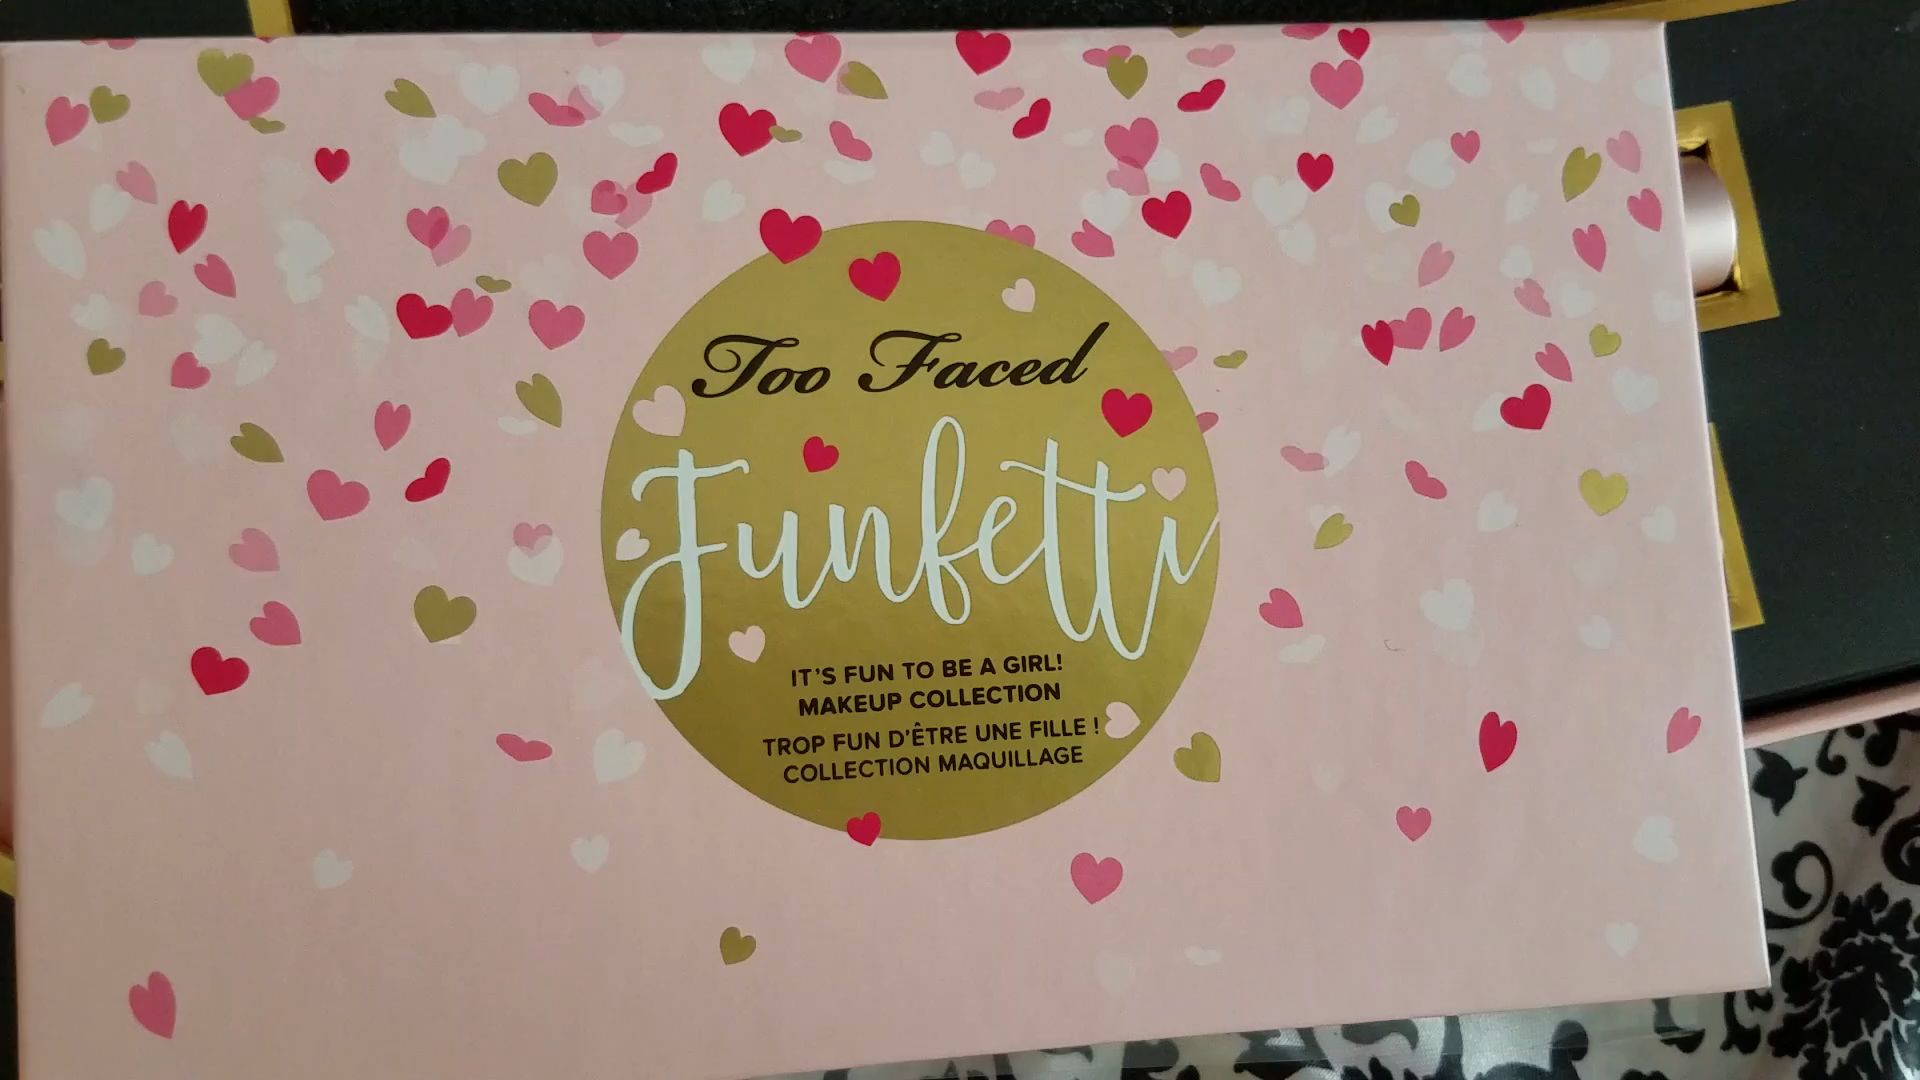 Too Faced
Funfetti
IT'S FUN TO BE A GIRL!
MAKEUP COLLECTION
TROP FUN D'ÊTRE UNE FILLE !
COLLECTION MAQUILLAGE